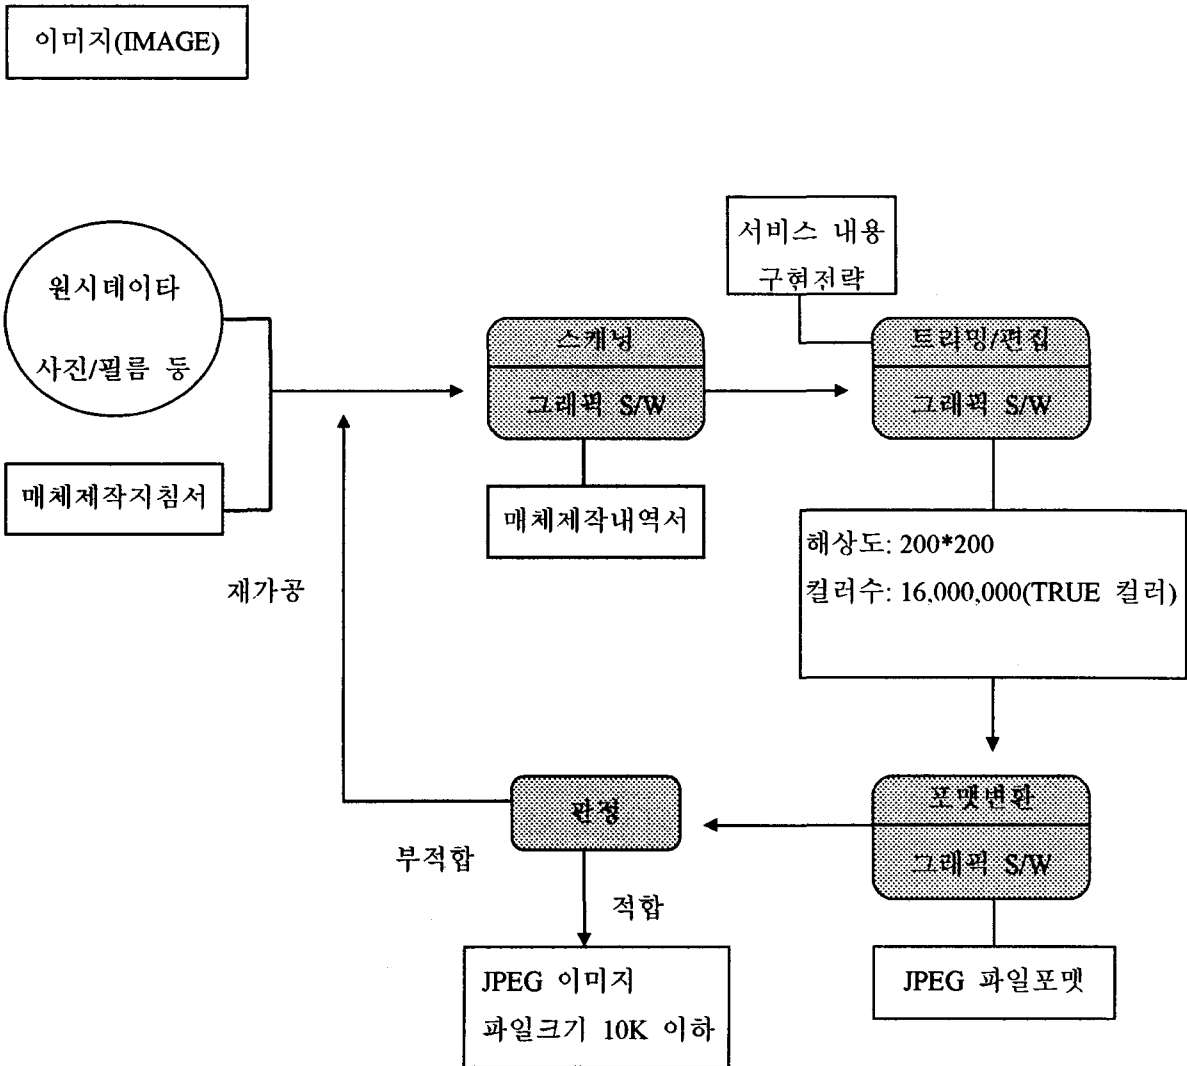 이미지(IMAGE)
서비스 내용
구현전략
원시데이타
사진/필름 등
스캐닝
그래픽 S/W
트리밍/편집
그래픽 S/W
매체제작지침서
매체제작내역서
해상도: 200*200
컬러수: 16,000,000(TRUE 컬러)
재가공
판정
포맷변환
그래픽 S/W
부적합
적합
JPEG 이미지
파일크기 10K 이하
JPEG 파일포맷